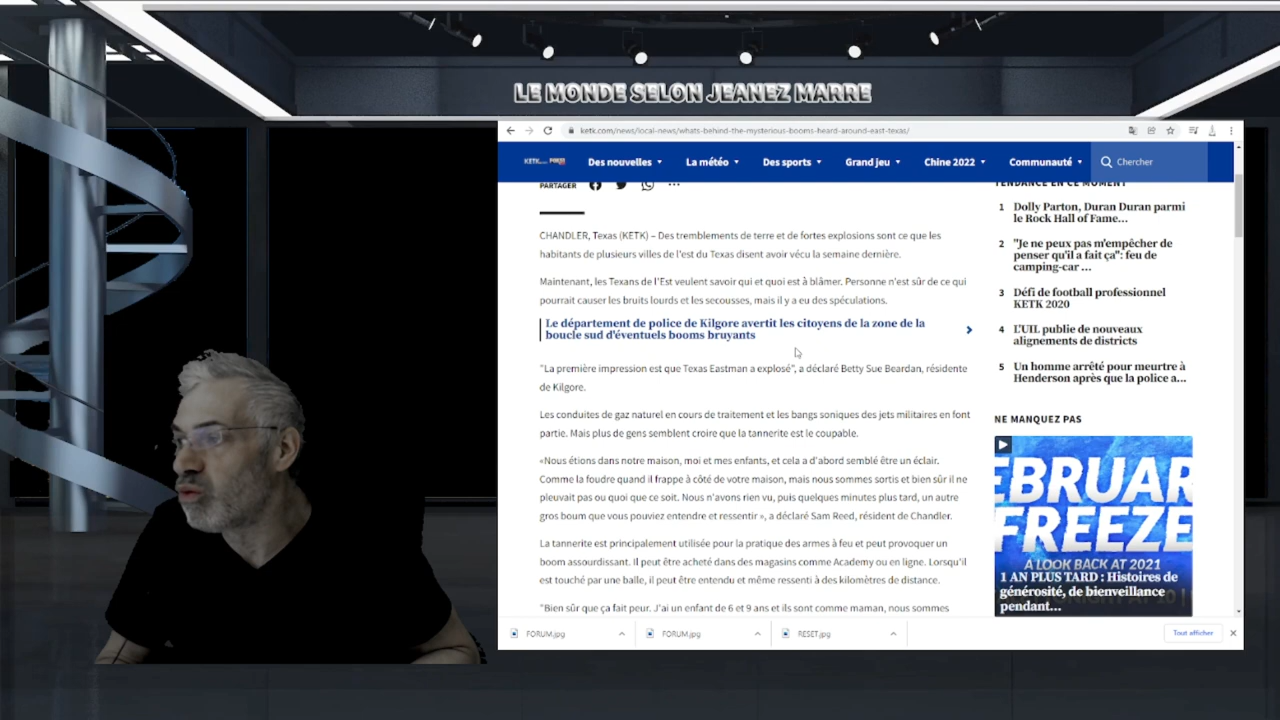 LE MONDE SELON JEANEZ MARRE
ketk.com/news/local-news/whats-behind-the-mysterious-booms-heard-around-east-texas/
Des nouvelles
La météo
Des sports
Grand jeu
Chine 2022
Communauté
Chercher
PARTAGER
CHANDLER, Texas (KETK) – Des tremblements de terre et de fortes explosions sont ce que les
habitants de plusieurs villes de l'est du Texas disent avoir vécu la semaine dernière.
Maintenant, les Texans de l'Est veulent savoir qui et quoi est à blâmer. Personne n'est sûr de ce qui
pourrait causer les bruits lourds et les secousses, mais il y a eu des spéculations.
Le département de police de Kilgore avertit les citoyens de la zone de la
boucle sud d'éventuels booms bruyants
"La première impression est que Texas Eastman a explosé", a déclaré Betty Sue Beardan, résidente
de Kilgore.
Les conduites de gaz naturel en cours de traitement et les bangs soniques des jets militaires en font
partie. Mais plus de gens semblent croire que la tannerite est le coupable.
«Nous étions dans notre maison, moi et mes enfants, et cela a d'abord semblé être un éclair.
Comme la foudre quand il frappe à côté de votre maison, mais nous sommes sortis et bien sûr il ne
pleuvait pas ou quoi que ce soit. Nous n'avons rien vu, puis quelques minutes plus tard, un autre
gros boum que vous pouviez entendre et ressentir », a déclaré Sam Reed, résident de Chandler.
La tannerite est principalement utilisée pour la pratique des armes à feu et peut provoquer un
boom assourdissant. Il peut être acheté dans des magasins comme Academy ou en ligne. Lorsqu'il
est touché par une balle, il peut être entendu et même ressenti à des kilomètres de distance.
"Bien sûr que ça fait peur. J'ai un enfant de 6 et 9 ans et ils sont comme maman, nous sommes
TENDANCE EN CE MOMENT
1 Dolly Parton, Duran Duran parmi
le Rock Hall of Fame…
2 "Je ne peux pas m'empêcher de
penser qu'il a fait ça": feu de
camping-car …
3 Défi de football professionnel
KETK 2020
4 L'UIL publie de nouveaux
alignements de districts
5 Un homme arrêté pour meurtre à
Henderson après que la police a…
NE MANQUEZ PAS
EBRUAR
FREEZE
A LOOK BACK AT 2021
1 AN PLUS TARD : Histoires de
générosité, de bienveillance
pendant…
FORUM.jpg
FORUM.jpg
RESET.jpg
Tout afficher